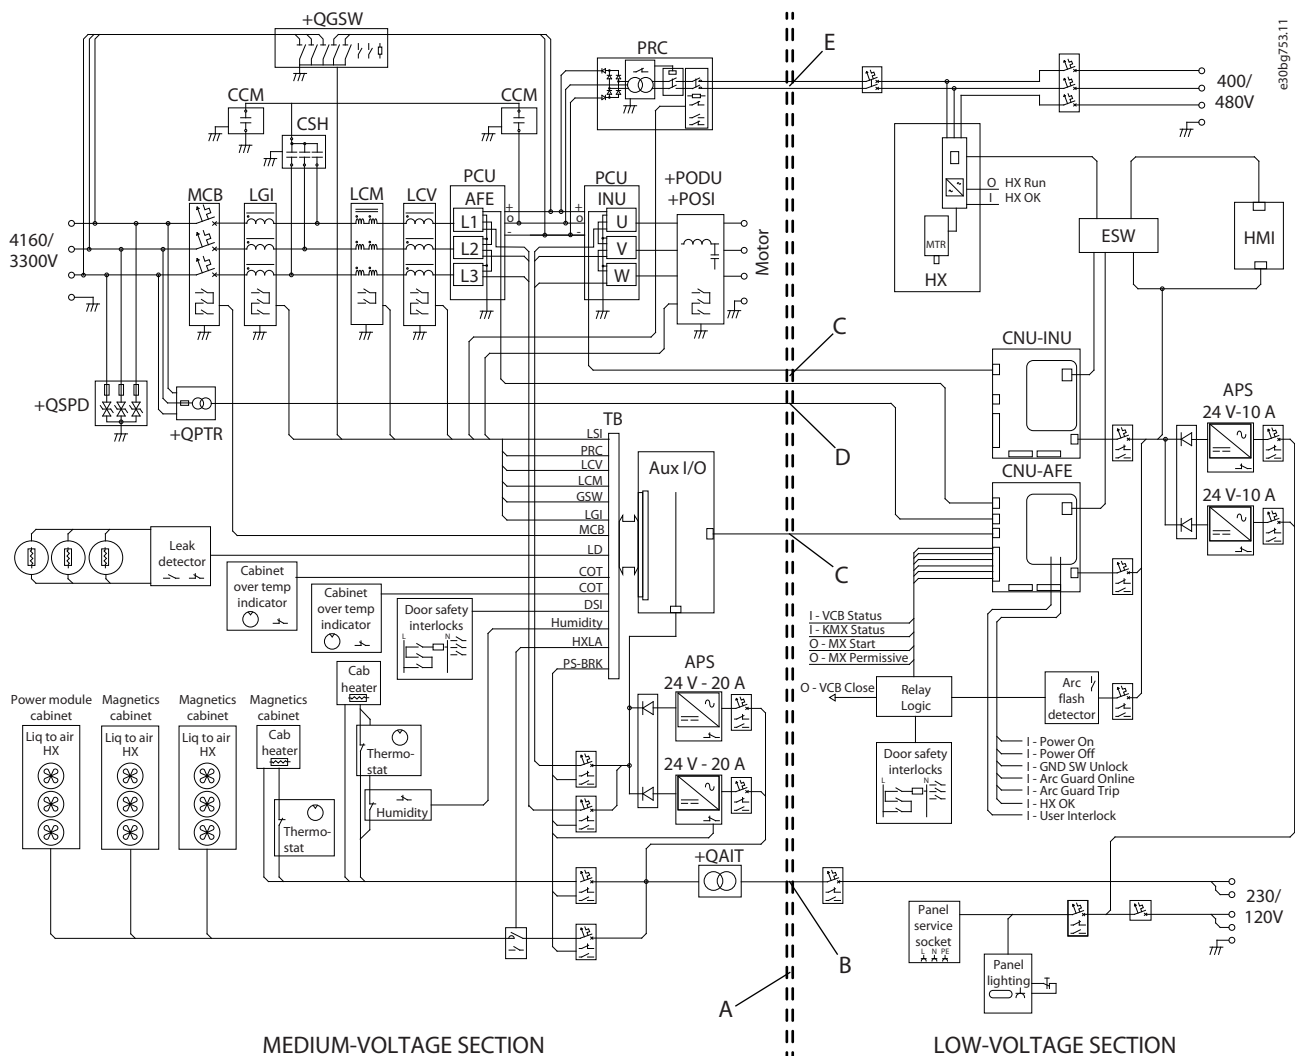 +QGSW
PRC
E
e30bg753.11
CCM
CCM
CSH
400/
480V
MCB
LGI
LCM
LCV
PCU
AFE
PCU
INU
+PODU
+POSI
L1
L2
L3
+
o
-
+
o
-
U
V
W
Motor
4160/
3300V
O HX Run
I HX OK
MTR
HX
ESW
HMI
C
CNU-INU
+QSPD
+QPTR
D
APS
24 V-10 A
24 V-10 A
TB
LSI
PRC
LCV
LCM
GSW
LGI
MCB
LD
COT
COT
DSI
Humidity
HXLA
PS-BRK
Aux I/O
CNU-AFE
C
Leak
detector
Cabinet
over temp
indicator
Cabinet
over temp
indicator
Door safety
interlocks
L
N
I - VCB Status
I - KMX Status
O - MX Start
O - MX Permissive
O - VCB Close
Relay
Logic
Arc
flash
detector
Door safety
interlocks
L
N
I - Power On
I - Power Off
I - GND SW Unlock
I - Arc Guard Online
I - Arc Guard Trip
I - HX OK
I - User Interlock
APS
24 V - 20 A
24 V - 20 A
Cab
heater
Power module
cabinet
Magnetics
cabinet
Magnetics
cabinet
Magnetics
cabinet
Liq to air
HX
Liq to air
HX
Liq to air
HX
Cab
heater
Thermo-
stat
Thermo-
stat
Humidity
+QAIT
B
A
230/
120V
Panel
service
socket
L N PE
Panel
lighting
MEDIUM-VOLTAGE SECTION
LOW-VOLTAGE SECTION